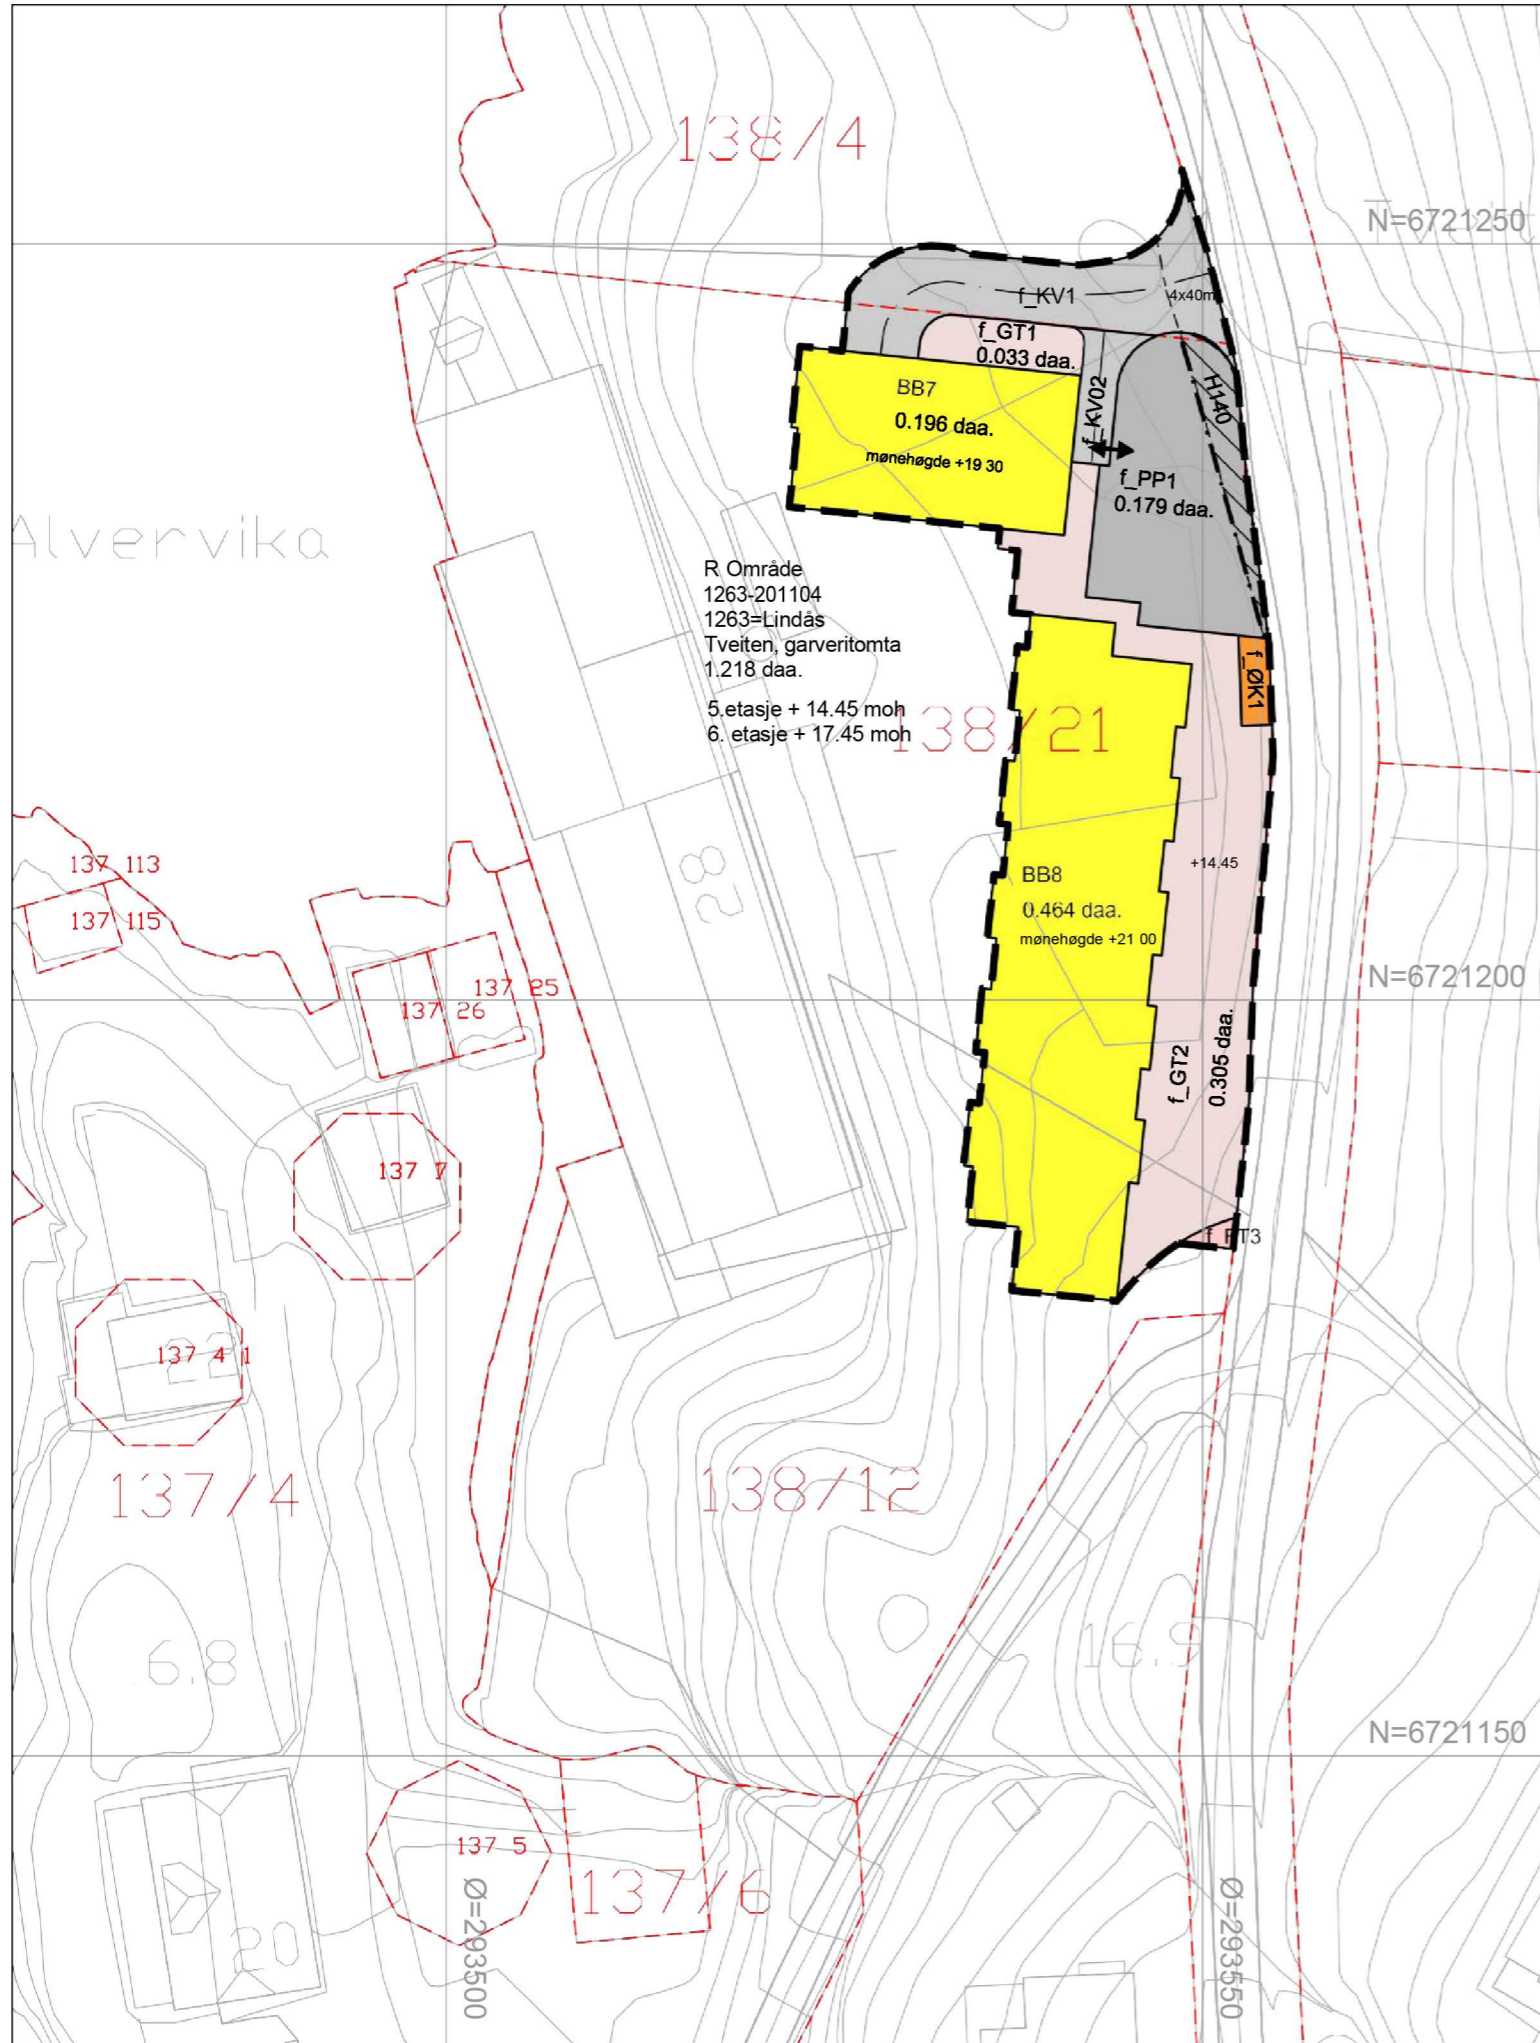 138/4
N=6721250
f_KV1
4x40m
f_GT1
0.033 daa.
BB7
0.196 daa.
mønehøgde +19 30
f_KV02
H140
f_PP1
0.179 daa.
Alvervika
R Område
1263-201104
1263=Lindås
Tveiten, garveritomta
1.218 daa.
5.etasje + 14.45 moh
6. etasje + 17.45 moh
138/21
f_ØK1
28
+14.45
BB8
0.464 daa.
mønehøgde +21 00
137 113
137 115
137 25
137 26
N=6721200
f_GT2
0.305 daa.
137 7
22
137 4 1
137/4
138/12
6.8
16.9
N=6721150
137 5
137/6
20
Ø=293500
Ø=293550